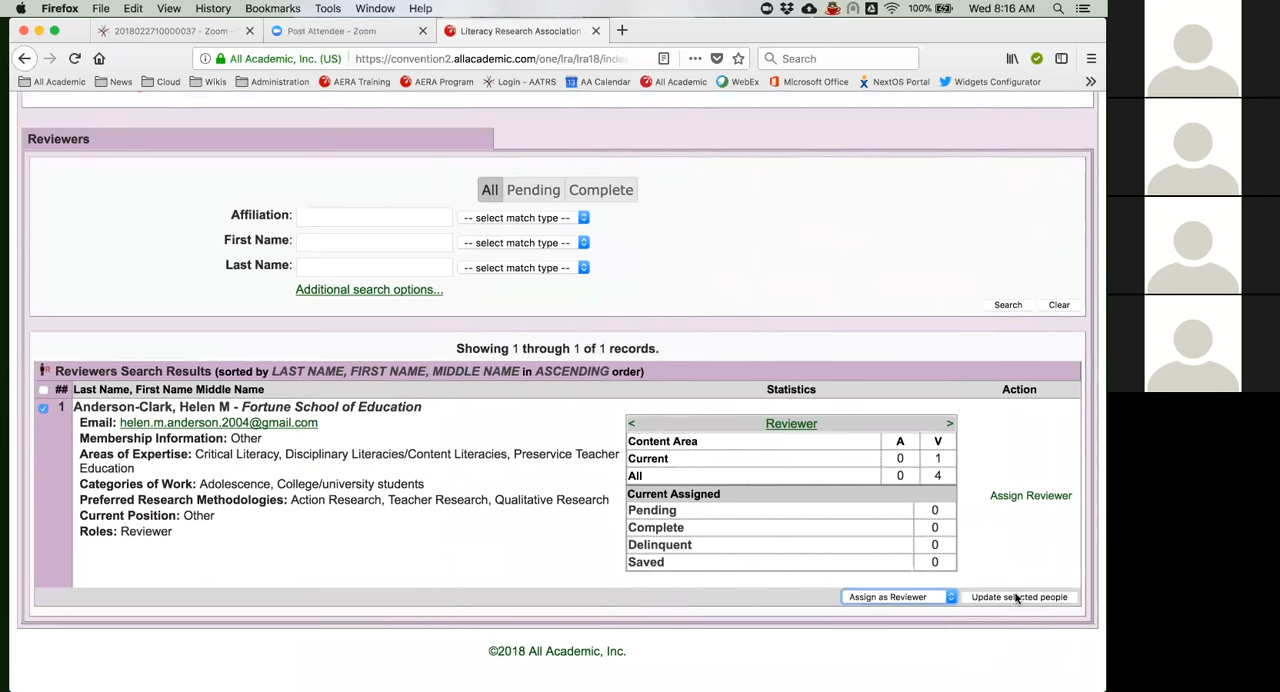 Firefox File Edit View History Bookmarks Tools Window Help 100% Wed 8:16 AM
2018022710000037 - Zoom Post Attendee - Zoom Literacy Research Association
All Academic, Inc. (US) https://convention2.allacademic.com/one/lra/lra18/inde Search
All Academic News Cloud Wikis Administration AERA Training AERA Program Login - AATRS AA Calendar All Academic WebEx Microsoft Office NextOS Portal Widgets Configurator
Reviewers
All Pending Complete
Affiliation: -- select match type --
First Name: -- select match type --
Last Name: -- select match type --
Additional search options...
Search Clear
Showing 1 through 1 of 1 records.
Reviewers Search Results (sorted by LAST NAME, FIRST NAME, MIDDLE NAME in ASCENDING order)
## Last Name, First Name Middle Name Statistics Action
1 Anderson-Clark, Helen M - Fortune School of Education
Email: helen.m.anderson.2004@gmail.com
Membership Information: Other
Areas of Expertise: Critical Literacy, Disciplinary Literacies/Content Literacies, Preservice Teacher
Education
Categories of Work: Adolescence, College/university students
Preferred Research Methodologies: Action Research, Teacher Research, Qualitative Research
Current Position: Other
Roles: Reviewer
< Reviewer >
Content Area A V
Current 0 1
All 0 4
Current Assigned
Pending 0
Complete 0
Delinquent 0
Saved 0
Assign Reviewer
Assign as Reviewer Update selected people
©2018 All Academic, Inc.